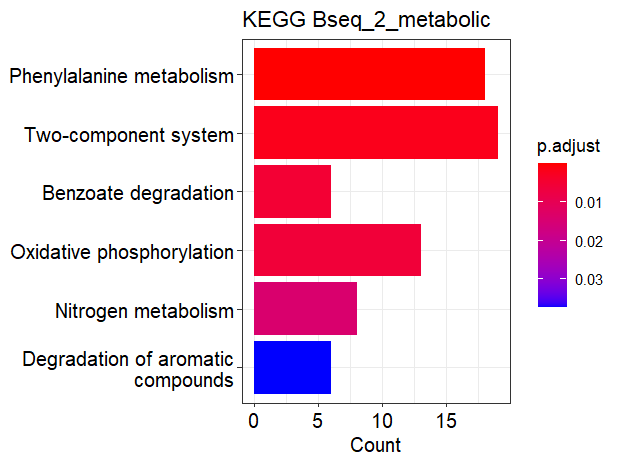 KEGG Bseq_2_metabolic
Phenylalanine metabolism
Two-component system
Benzoate degradation
Oxidative phosphorylation
Nitrogen metabolism
Degradation of aromatic
compounds
0 5 10 15
Count
p.adjust
0.01
0.02
0.03